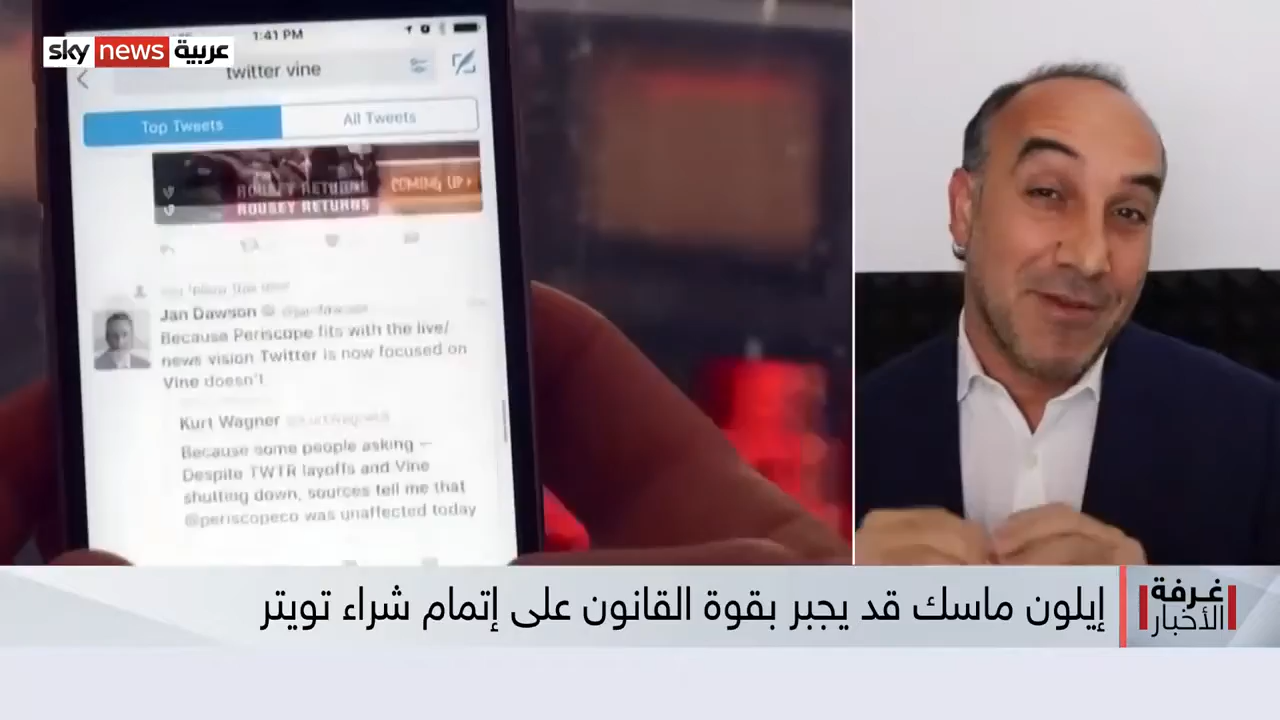 sky news عربية
1:41 PM
twitter vine
Top Tweets
All Tweets
ROUSEY RETURNS
COMING UP
ROUSEY RETURNS
Jan Dawson
Because Periscope fits with the live/
news vision Twitter is now focused on
Vine doesn't
Kurt Wagner
Because some people asking —
Despite TWTR layoffs and Vine
shutting down, sources tell me that
@periscopeco was unaffected today
إيلون ماسك قد يجبر بقوة القانون على إتمام شراء تويتر
غرفة
الأخبار